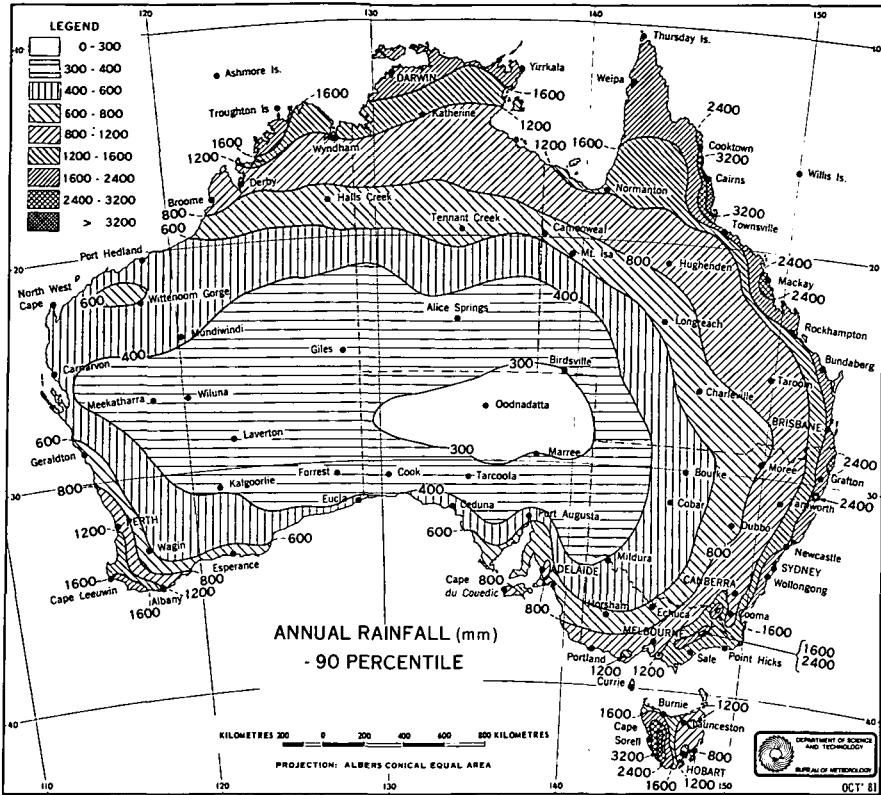 LEGEND
0 - 300
300 - 400
400 - 600
600 - 800
800 - 1200
1200 - 1600
1600 - 2400
2400 - 3200
> 3200
120
130
140
150
10
10
Thursday Is.
Ashmore Is.
Yirrkala
DARWIN
Weipa
Troughton Is
1600
1600
2400
Katherine
1200
1600
1200
Wyndham
1600
Cooktown
3200
1200
Cairns
Willis Is.
Derby
Normanton
Broome
Halls Creek
3200
800
Townsville
600
Tennant Creek
Camooweal
Port Hedland
Mt. Isa
800
2400
Hughenden
20
20
North West
Cape
Mackay
600
Wittenoom Gorge
400
2400
Alice Springs
Mundiwindi
Longreach
Rockhampton
400
Giles
300
Birdsville
Bundaberg
Carnarvon
Taroom
Meekatharra
Wiluna
Oodnadatta
Charleville
BRISBANE
Laverton
600
300
Marree
Moree
2400
Geraldton
Forrest
Cook
Tarcoola
Bourke
Grafton
Kalgoorlie
800
2400
30
30
Eucla
400
Ceduna
Cobar
Tamworth
PERTH
Port Augusta
1200
Dubbo
Wagin
600
600
Newcastle
Mildura
800
Esperance
SYDNEY
1600
800
800
ADELAIDE
CANBERRA
Wollongong
Cape Leeuwin
Albany
1200
Cape
du Couedic
1600
800
Horsham
Echuca
Cooma
1600
MELBOURNE
ANNUAL RAINFALL (mm)
- 90 PERCENTILE
1600
2400
Portland
1200
1200
Sale
Point Hicks
Currie
Burnie
1200
1600
Launceston
40
40
Cape
Sorell
KILOMETRES 200 0 200 400 600 800 KILOMETRES
800
3200
HOBART
2400
1600
1200
PROJECTION: ALBERS CONICAL EQUAL AREA
DEPARTMENT OF SCIENCE
AND TECHNOLOGY
BUREAU OF METEOROLOGY
110
120
130
140
150
OCT' 81